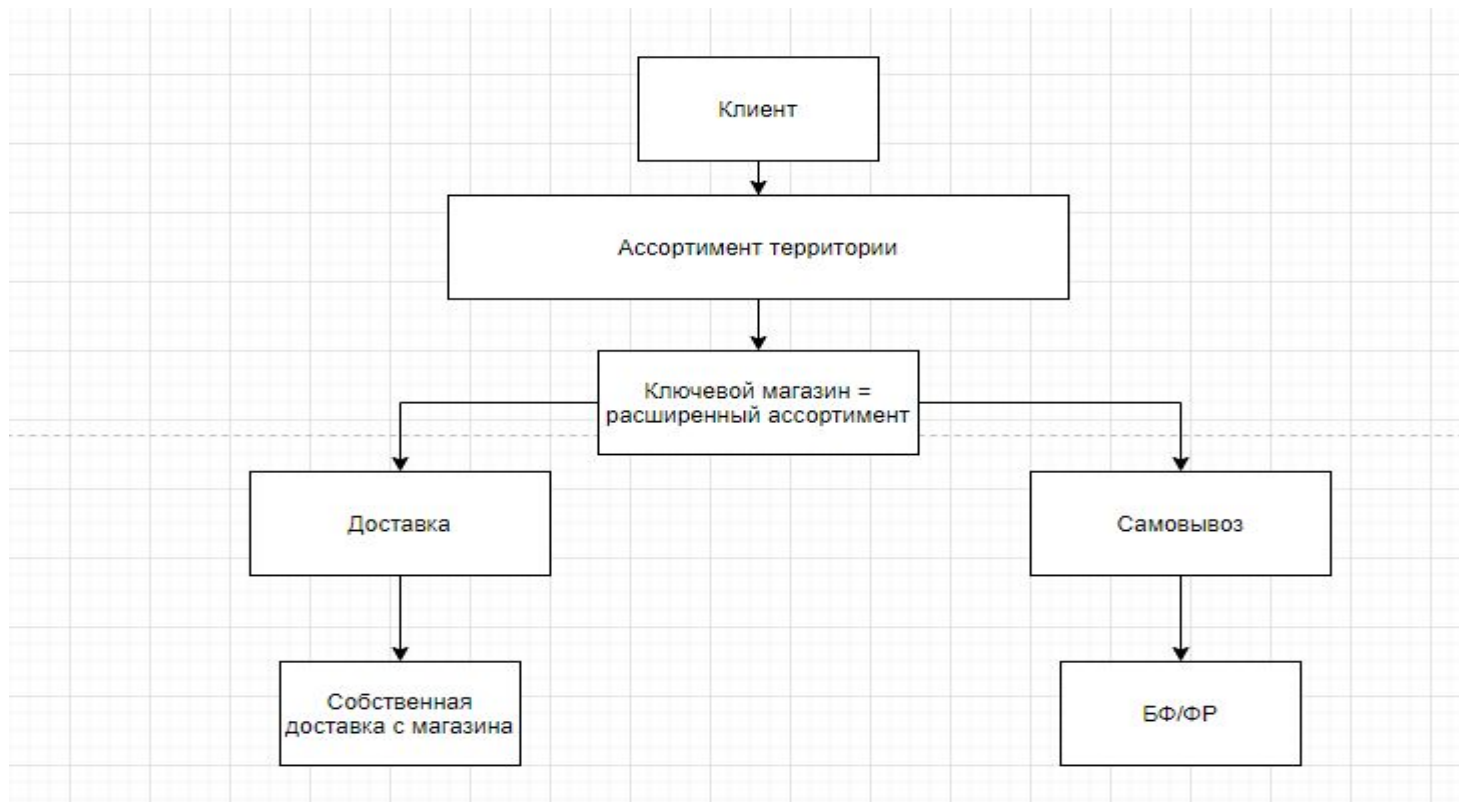 Клиент
Ассортимент территории
Ключевой магазин =
расширенный ассортимент
Доставка
Самовывоз
Собственная
доставка с магазина
БФ/ФР